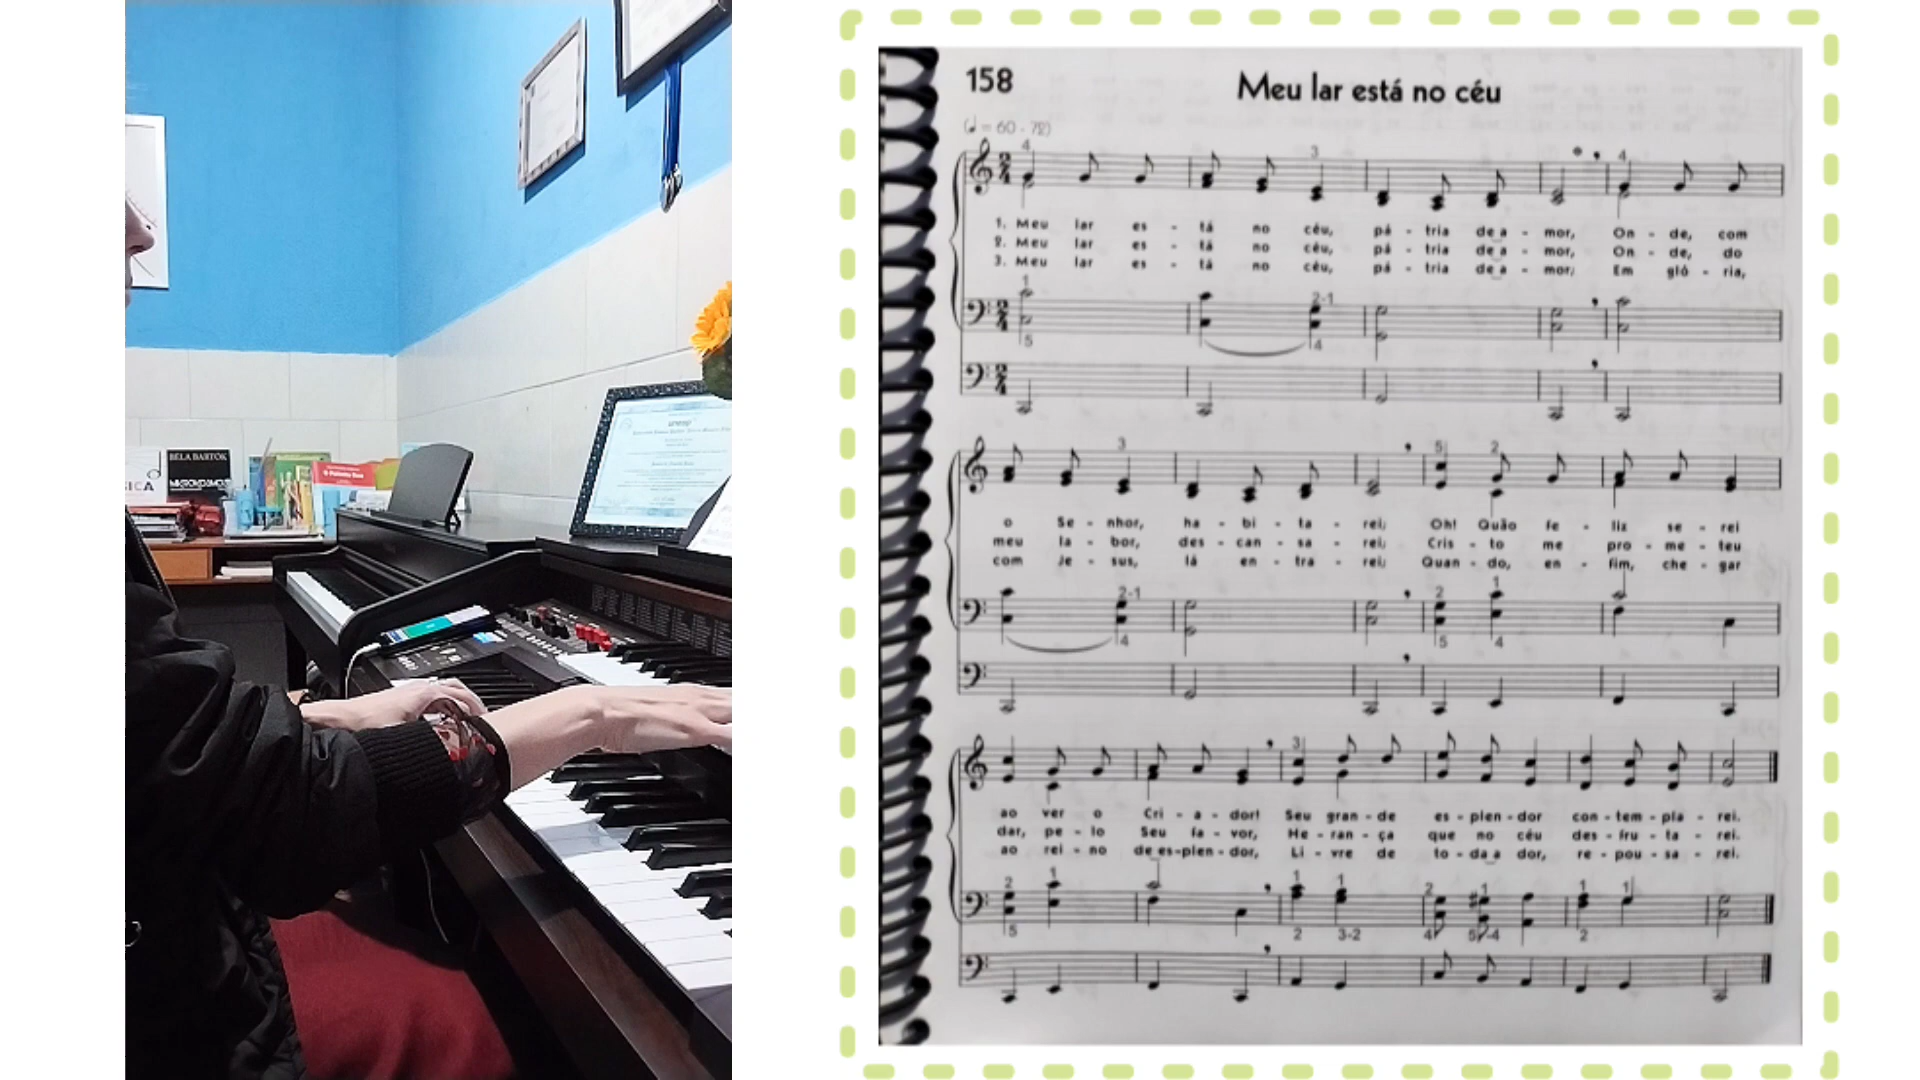 unesp
BÉLA BARTÓK
MIKROKOSMOS
SICA
158
Meu lar está no céu
(♩ = 60 - 72)
1. Meu lar es - tá no céu, pá - tria de a - mor, On - de, com
2. Meu lar es - tá no céu, pá - tria de a - mor, On - de, do
3. Meu lar es - tá no céu, pá - tria de a - mor; Em gló - ria,
o Se - nhor, ha - bi - ta - rei; Oh! Quão fe - liz se - rei
meu la - bor, des - can - sa - rei; Cris - to me pro - me - teu
com Je - sus, lá en - tra - rei; Quan - do, en - fim, che - gar
ao ver o Cri - a - dor! Seu gran - de es - plen - dor con - tem - pla - rei.
dar, pe - lo Seu fa - vor, He - ran - ça que no céu des - fru - ta - rei.
ao rei - no de es - plen - dor, Li - vre de to - da a dor, re - pou - sa - rei.